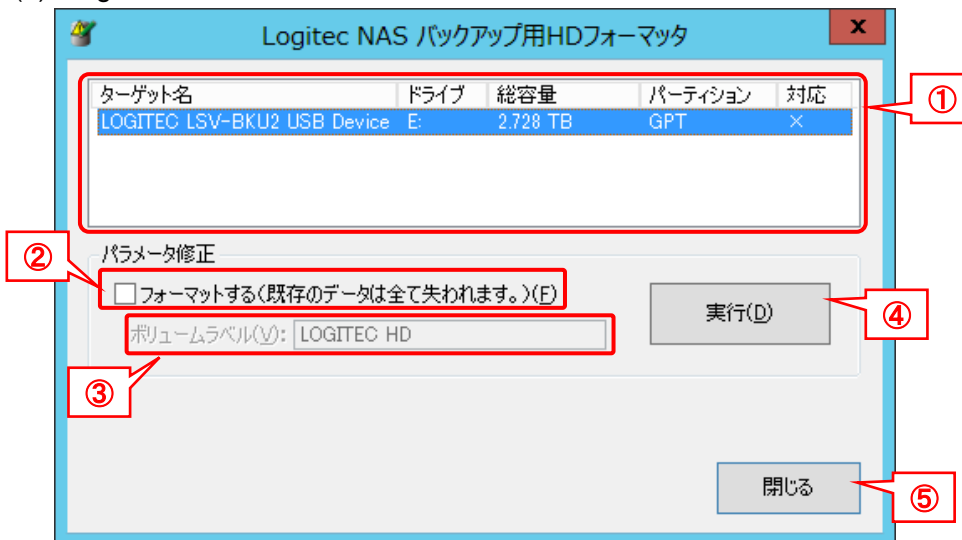 Logitec NAS バックアップ用HDフォーマッタ x
ターゲット名 ドライブ 総容量 パーティション 対応 ①
LOGITEC LSV-BKU2 USB Device E: 2.728 TB GPT ×
② パラメータ修正
フォーマットする(既存のデータは全て失われます。)(F)
実行(D) ④
ボリュームラベル(V): LOGITEC HD
③
閉じる ⑤